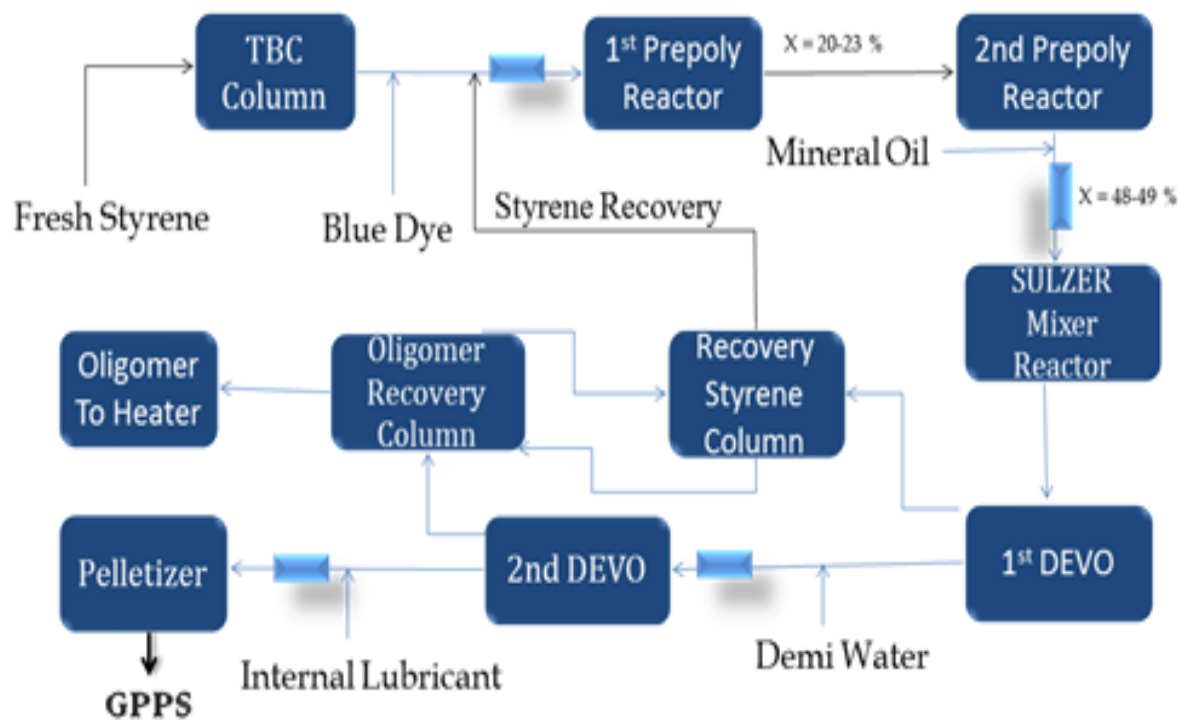 TBC
Column
1st Prepoly
Reactor
X = 20-23 %
2nd Prepoly
Reactor
Mineral Oil
X = 48-49 %
Fresh Styrene
Blue Dye
Styrene Recovery
SULZER
Mixer
Reactor
Oligomer
To Heater
Oligomer
Recovery
Column
Recovery
Styrene
Column
Pelletizer
2nd DEVO
1st DEVO
Internal Lubricant
Demi Water
GPPS